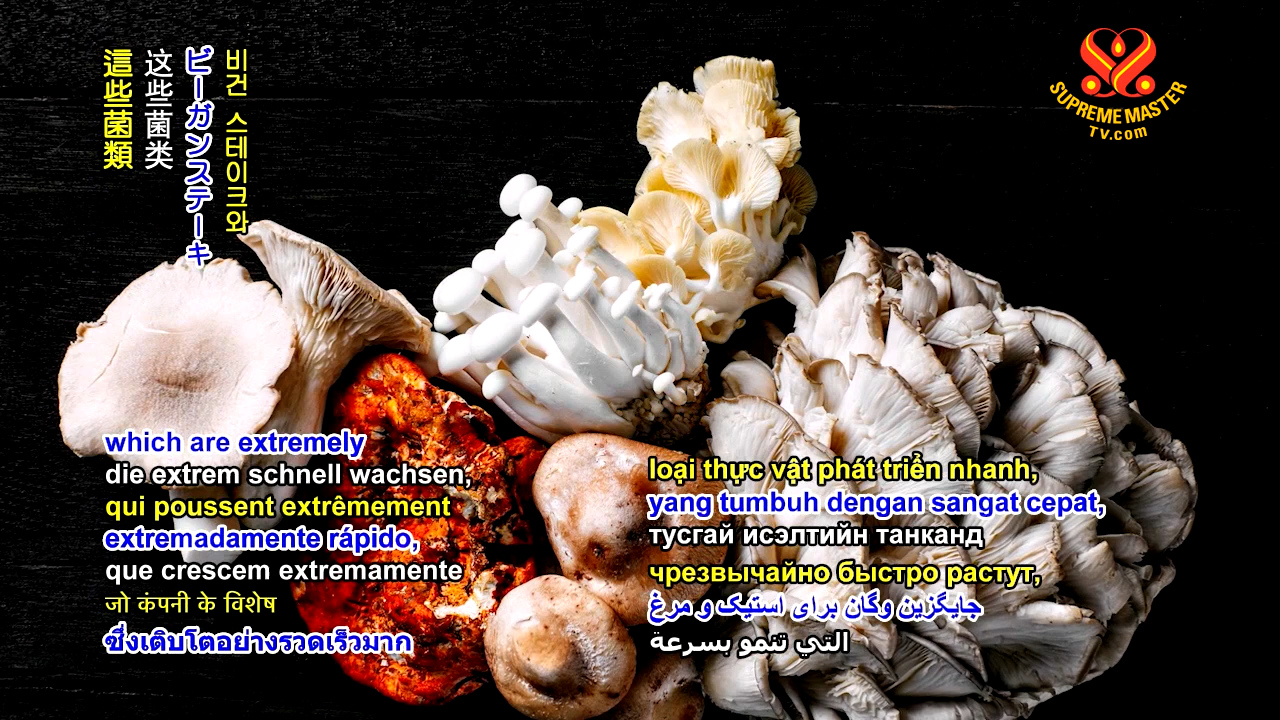 這些菌類
这些菌类
ビーガンステーキ
비건 스테이크와
SUPREME MASTER
TV.com
which are extremely
die extrem schnell wachsen,
qui poussent extrêmement
extremadamente rápido,
que crescem extremamente
जो कंपनी के विशेष
ซึ่งเติบโตอย่างรวดเร็วมาก
loại thực vật phát triển nhanh,
yang tumbuh dengan sangat cepat,
тусгай исэлтийн танканд
чрезвычайно быстро растут,
جایگزین وگان برای استیک و مرغ
التي تنمو بسرعة